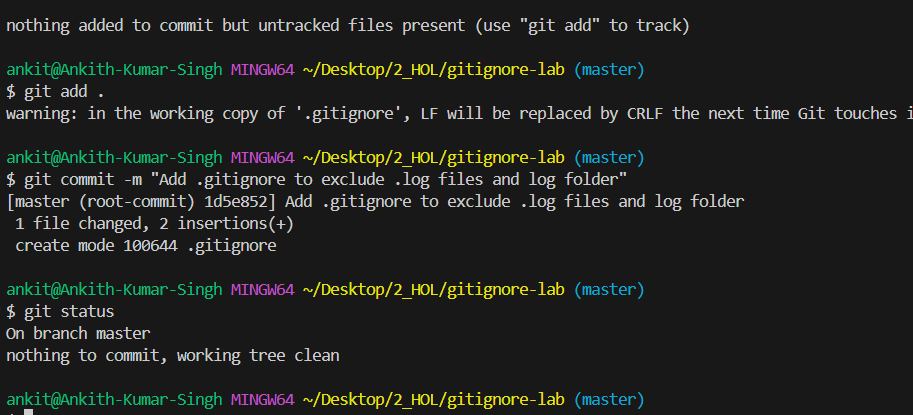 nothing added to commit but untracked files present (use "git add" to track)
ankit@Ankith-Kumar-Singh MINGW64 ~/Desktop/2_HOL/gitignore-lab (master)
$ git add .
warning: in the working copy of '.gitignore', LF will be replaced by CRLF the next time Git touches i
ankit@Ankith-Kumar-Singh MINGW64 ~/Desktop/2_HOL/gitignore-lab (master)
$ git commit -m "Add .gitignore to exclude .log files and log folder"
[master (root-commit) 1d5e852] Add .gitignore to exclude .log files and log folder
1 file changed, 2 insertions(+)
create mode 100644 .gitignore
ankit@Ankith-Kumar-Singh MINGW64 ~/Desktop/2_HOL/gitignore-lab (master)
$ git status
On branch master
nothing to commit, working tree clean
ankit@Ankith-Kumar-Singh MINGW64 ~/Desktop/2_HOL/gitignore-lab (master)
$